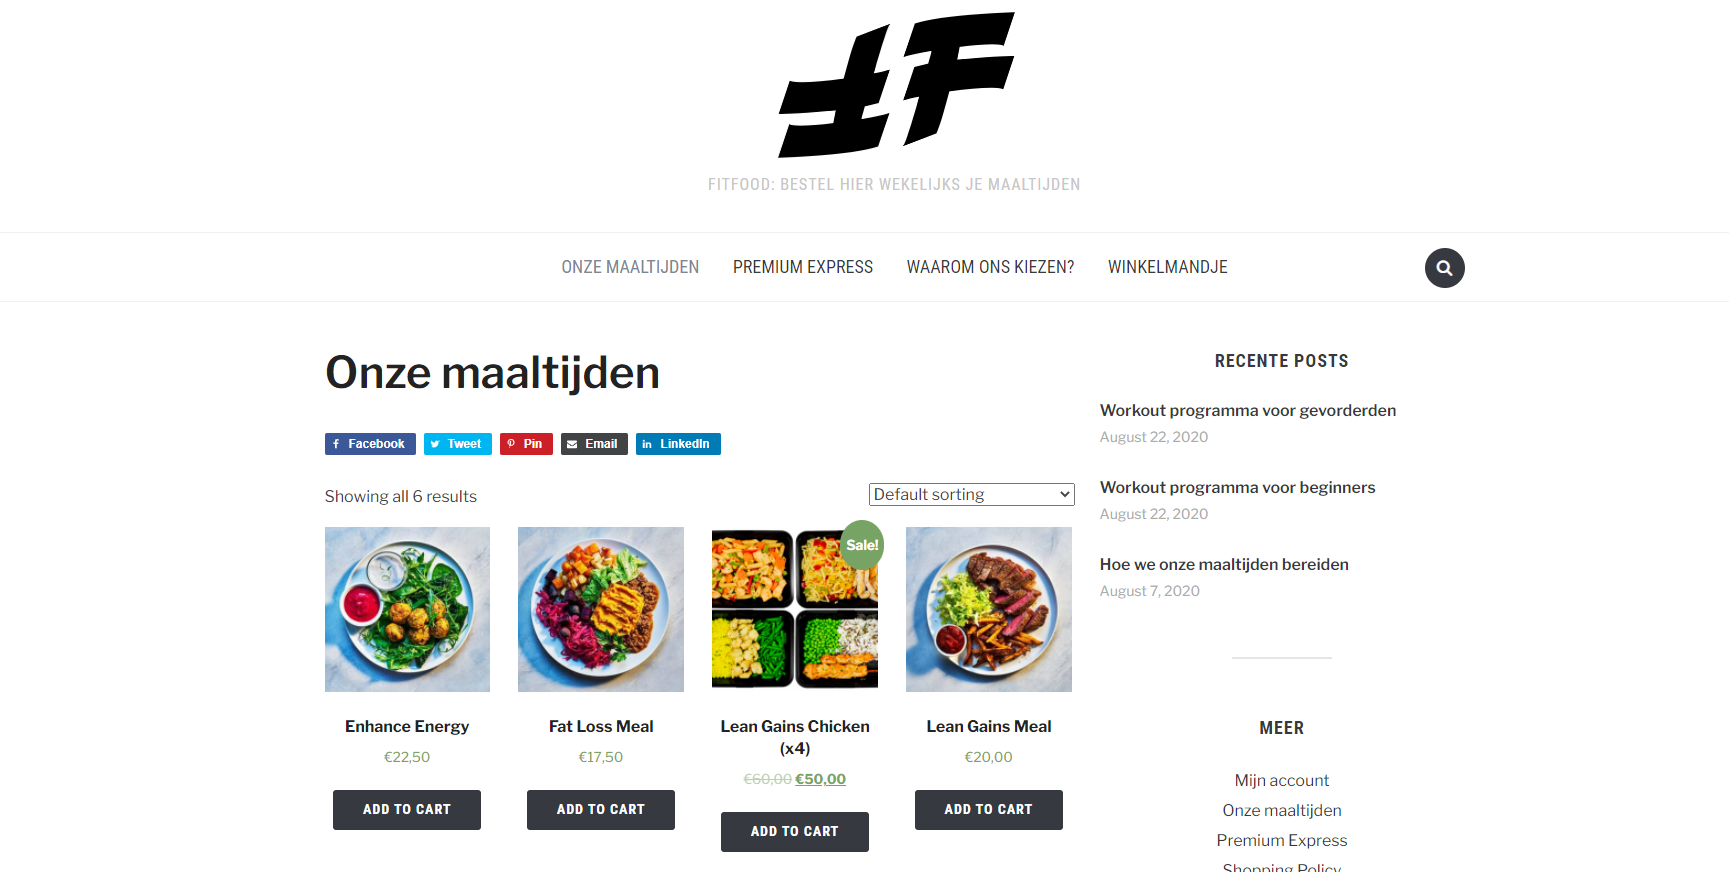 FITFOOD: BESTEL HIER WEKELIJKS JE MAALTIJDEN
ONZE MAALTIJDEN PREMIUM EXPRESS WAAROM ONS KIEZEN? WINKELMANDJE
Onze maaltijden
Facebook Tweet Pin Email LinkedIn
Showing all 6 results
Default sorting
Sale!
Enhance Energy
€22,50
ADD TO CART
Fat Loss Meal
€17,50
ADD TO CART
Lean Gains Chicken
(x4)
€60,00 €50,00
ADD TO CART
Lean Gains Meal
€20,00
ADD TO CART
RECENTE POSTS
Workout programma voor gevorderden
August 22, 2020
Workout programma voor beginners
August 22, 2020
Hoe we onze maaltijden bereiden
August 7, 2020
MEER
Mijn account
Onze maaltijden
Premium Express
Shopping Policy